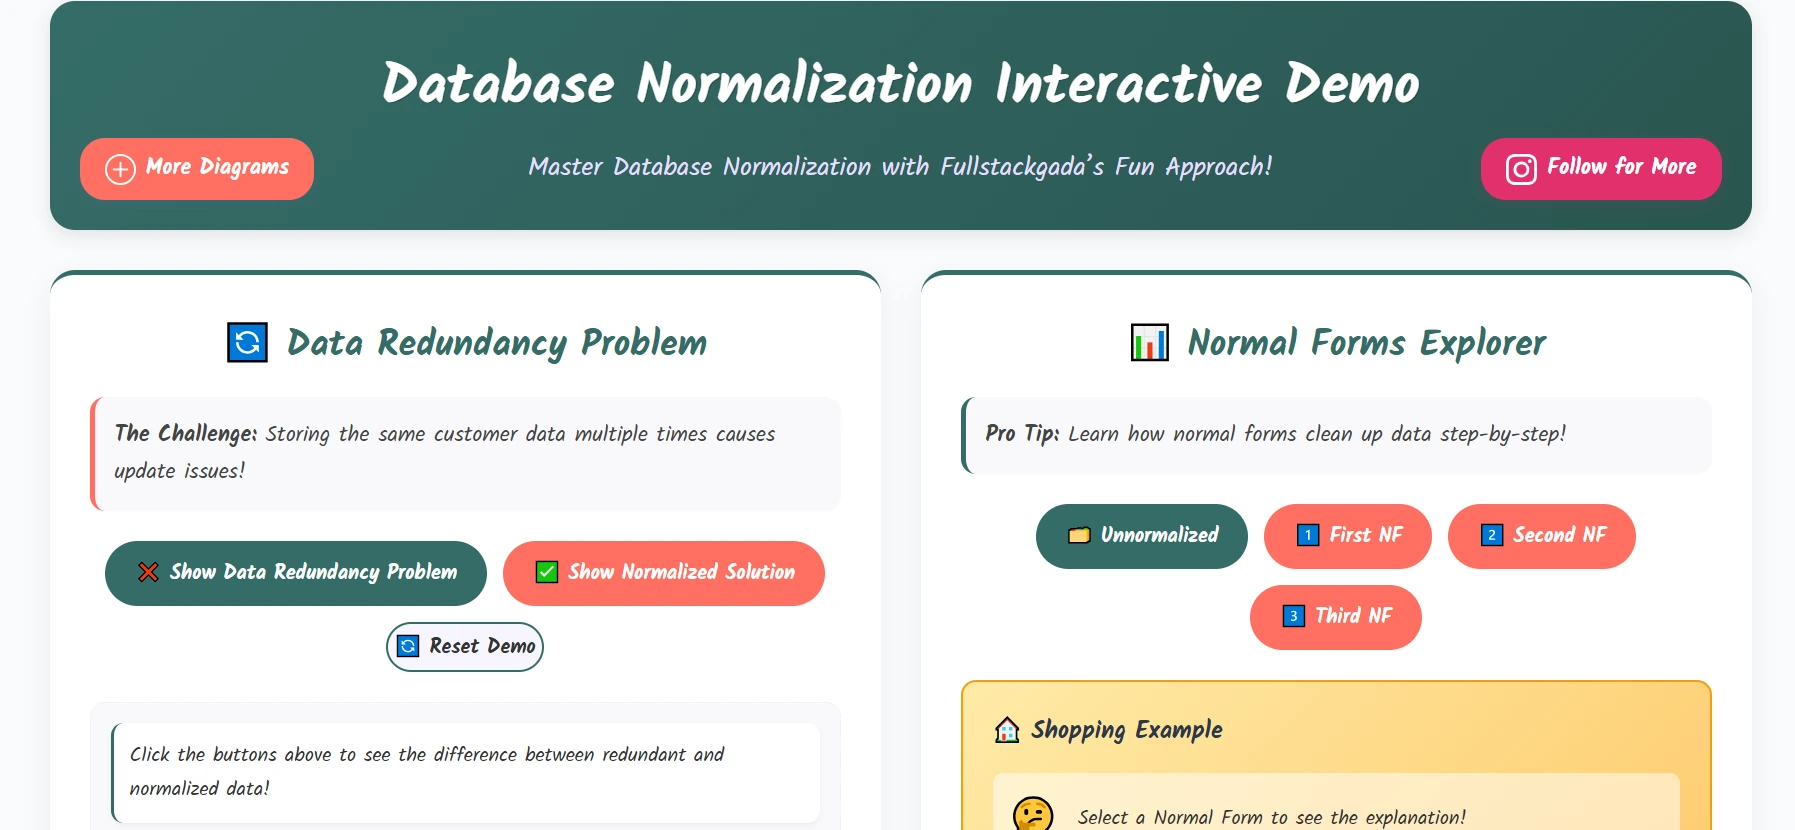 Database Normalization Interactive Demo
More Diagrams
Master Database Normalization with Fullstackgada's Fun Approach!
Follow for More
Data Redundancy Problem
The Challenge: Storing the same customer data multiple times causes
update issues!
Show Data Redundancy Problem
Show Normalized Solution
Reset Demo
Click the buttons above to see the difference between redundant and
normalized data!
Normal Forms Explorer
Pro Tip: Learn how normal forms clean up data step-by-step!
Unnormalized
1 First NF
2 Second NF
3 Third NF
Shopping Example
Select a Normal Form to see the explanation!